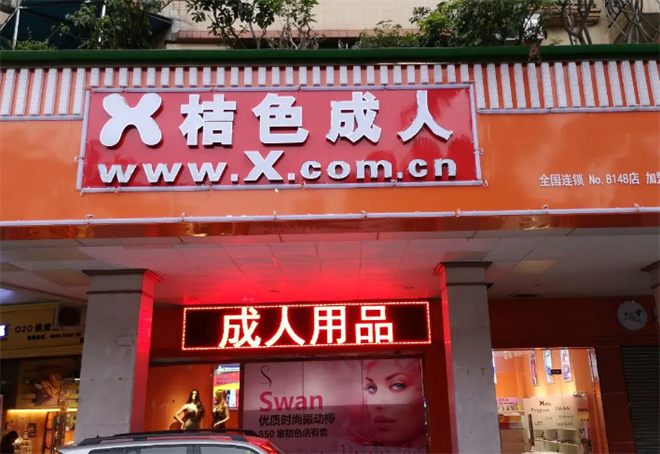 X 桔色成人
www.X.com.cn
全国连锁 No. 8148店 加盟
成人用品
Swan
优质时尚振动棒
850 家桔色店有售